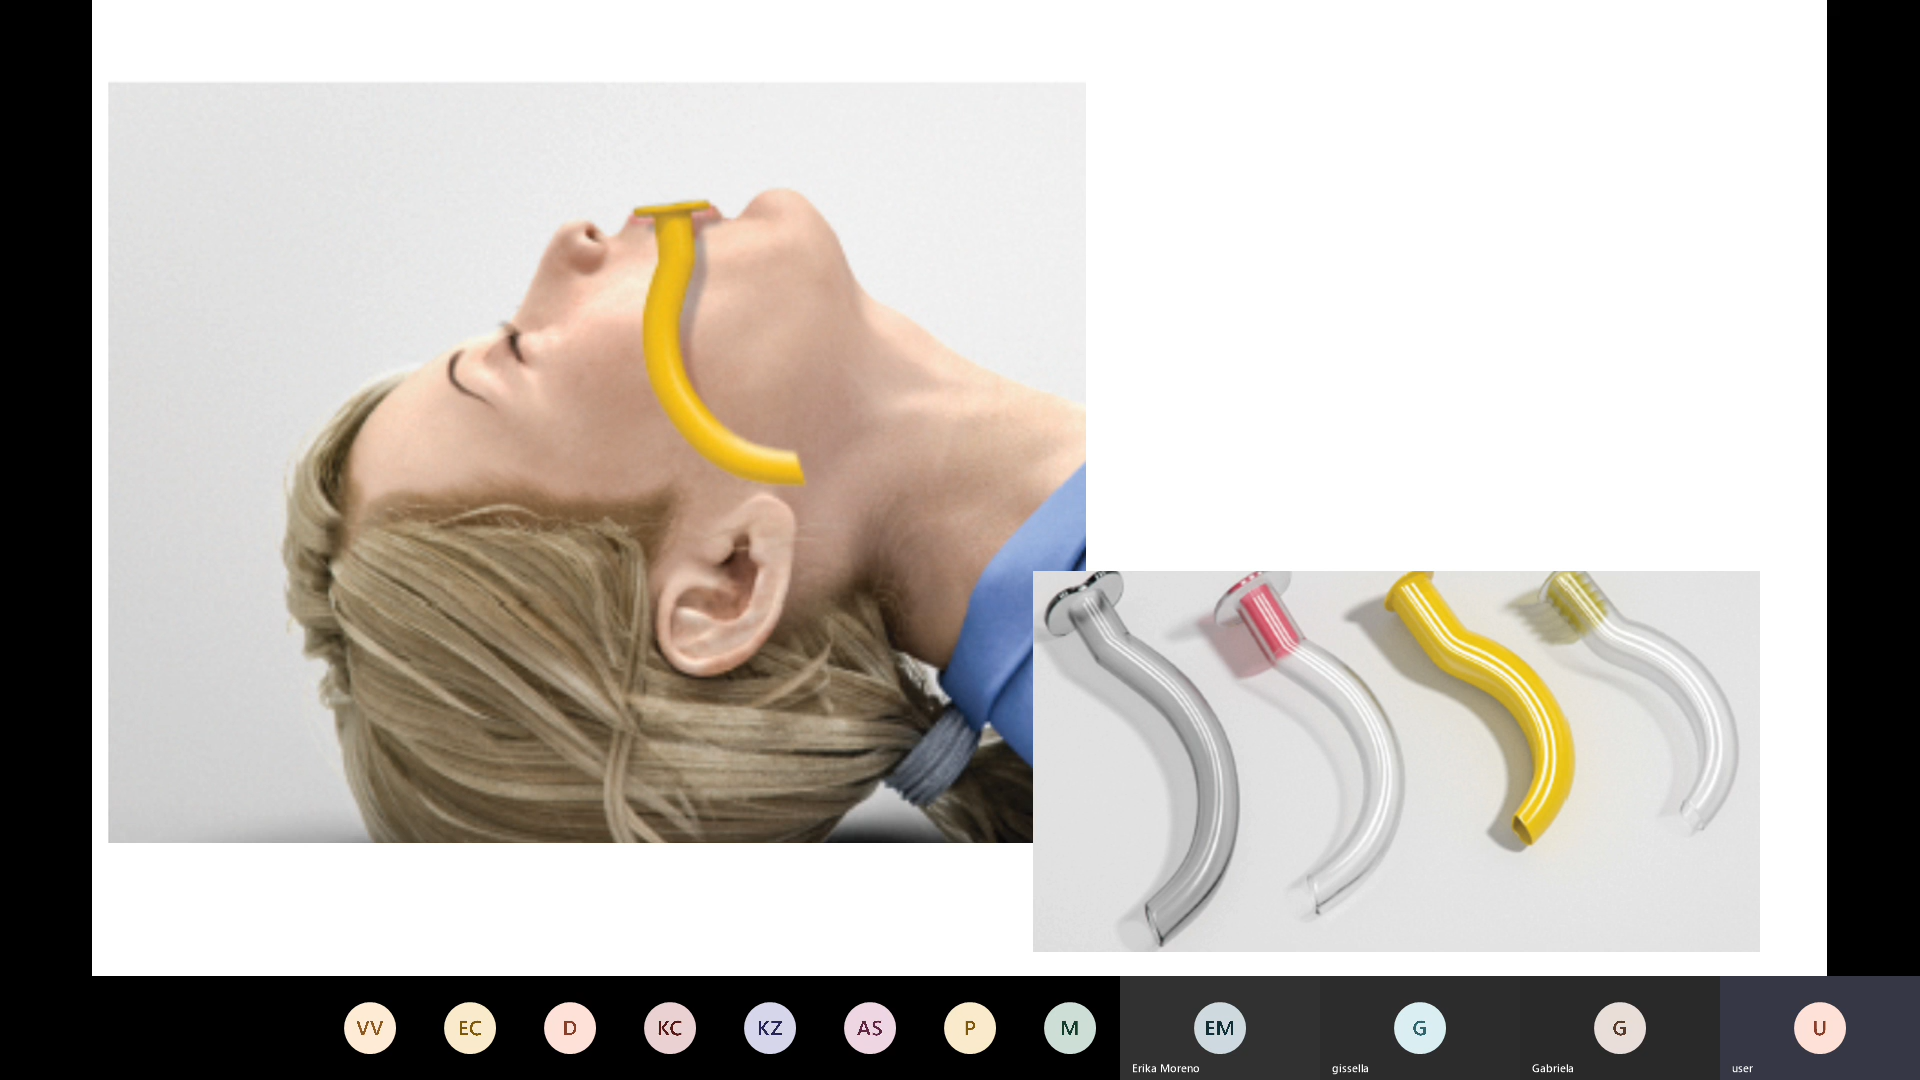 VV
EC
D
KC
KZ
AS
P
M
EM
G
G
U
Erika Moreno
gissella
Gabriela
user